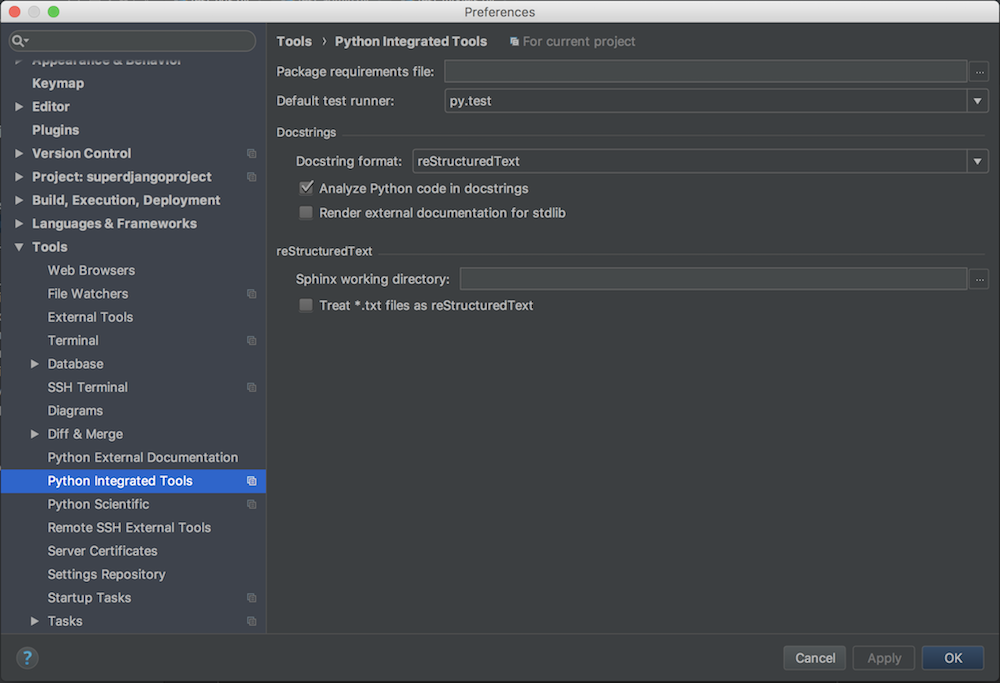 Preferences
Appearance & Behavior
Keymap
Editor
Plugins
Version Control
Project: superdjangoproject
Build, Execution, Deployment
Languages & Frameworks
Tools
Web Browsers
File Watchers
External Tools
Terminal
Database
SSH Terminal
Diagrams
Diff & Merge
Python External Documentation
Python Integrated Tools
Python Scientific
Remote SSH External Tools
Server Certificates
Settings Repository
Startup Tasks
Tasks
Tools › Python Integrated Tools For current project
Package requirements file: ...
Default test runner: py.test
Docstrings
Docstring format: reStructuredText
Analyze Python code in docstrings
Render external documentation for stdlib
reStructuredText
Sphinx working directory: ...
Treat *.txt files as reStructuredText
? Cancel Apply OK